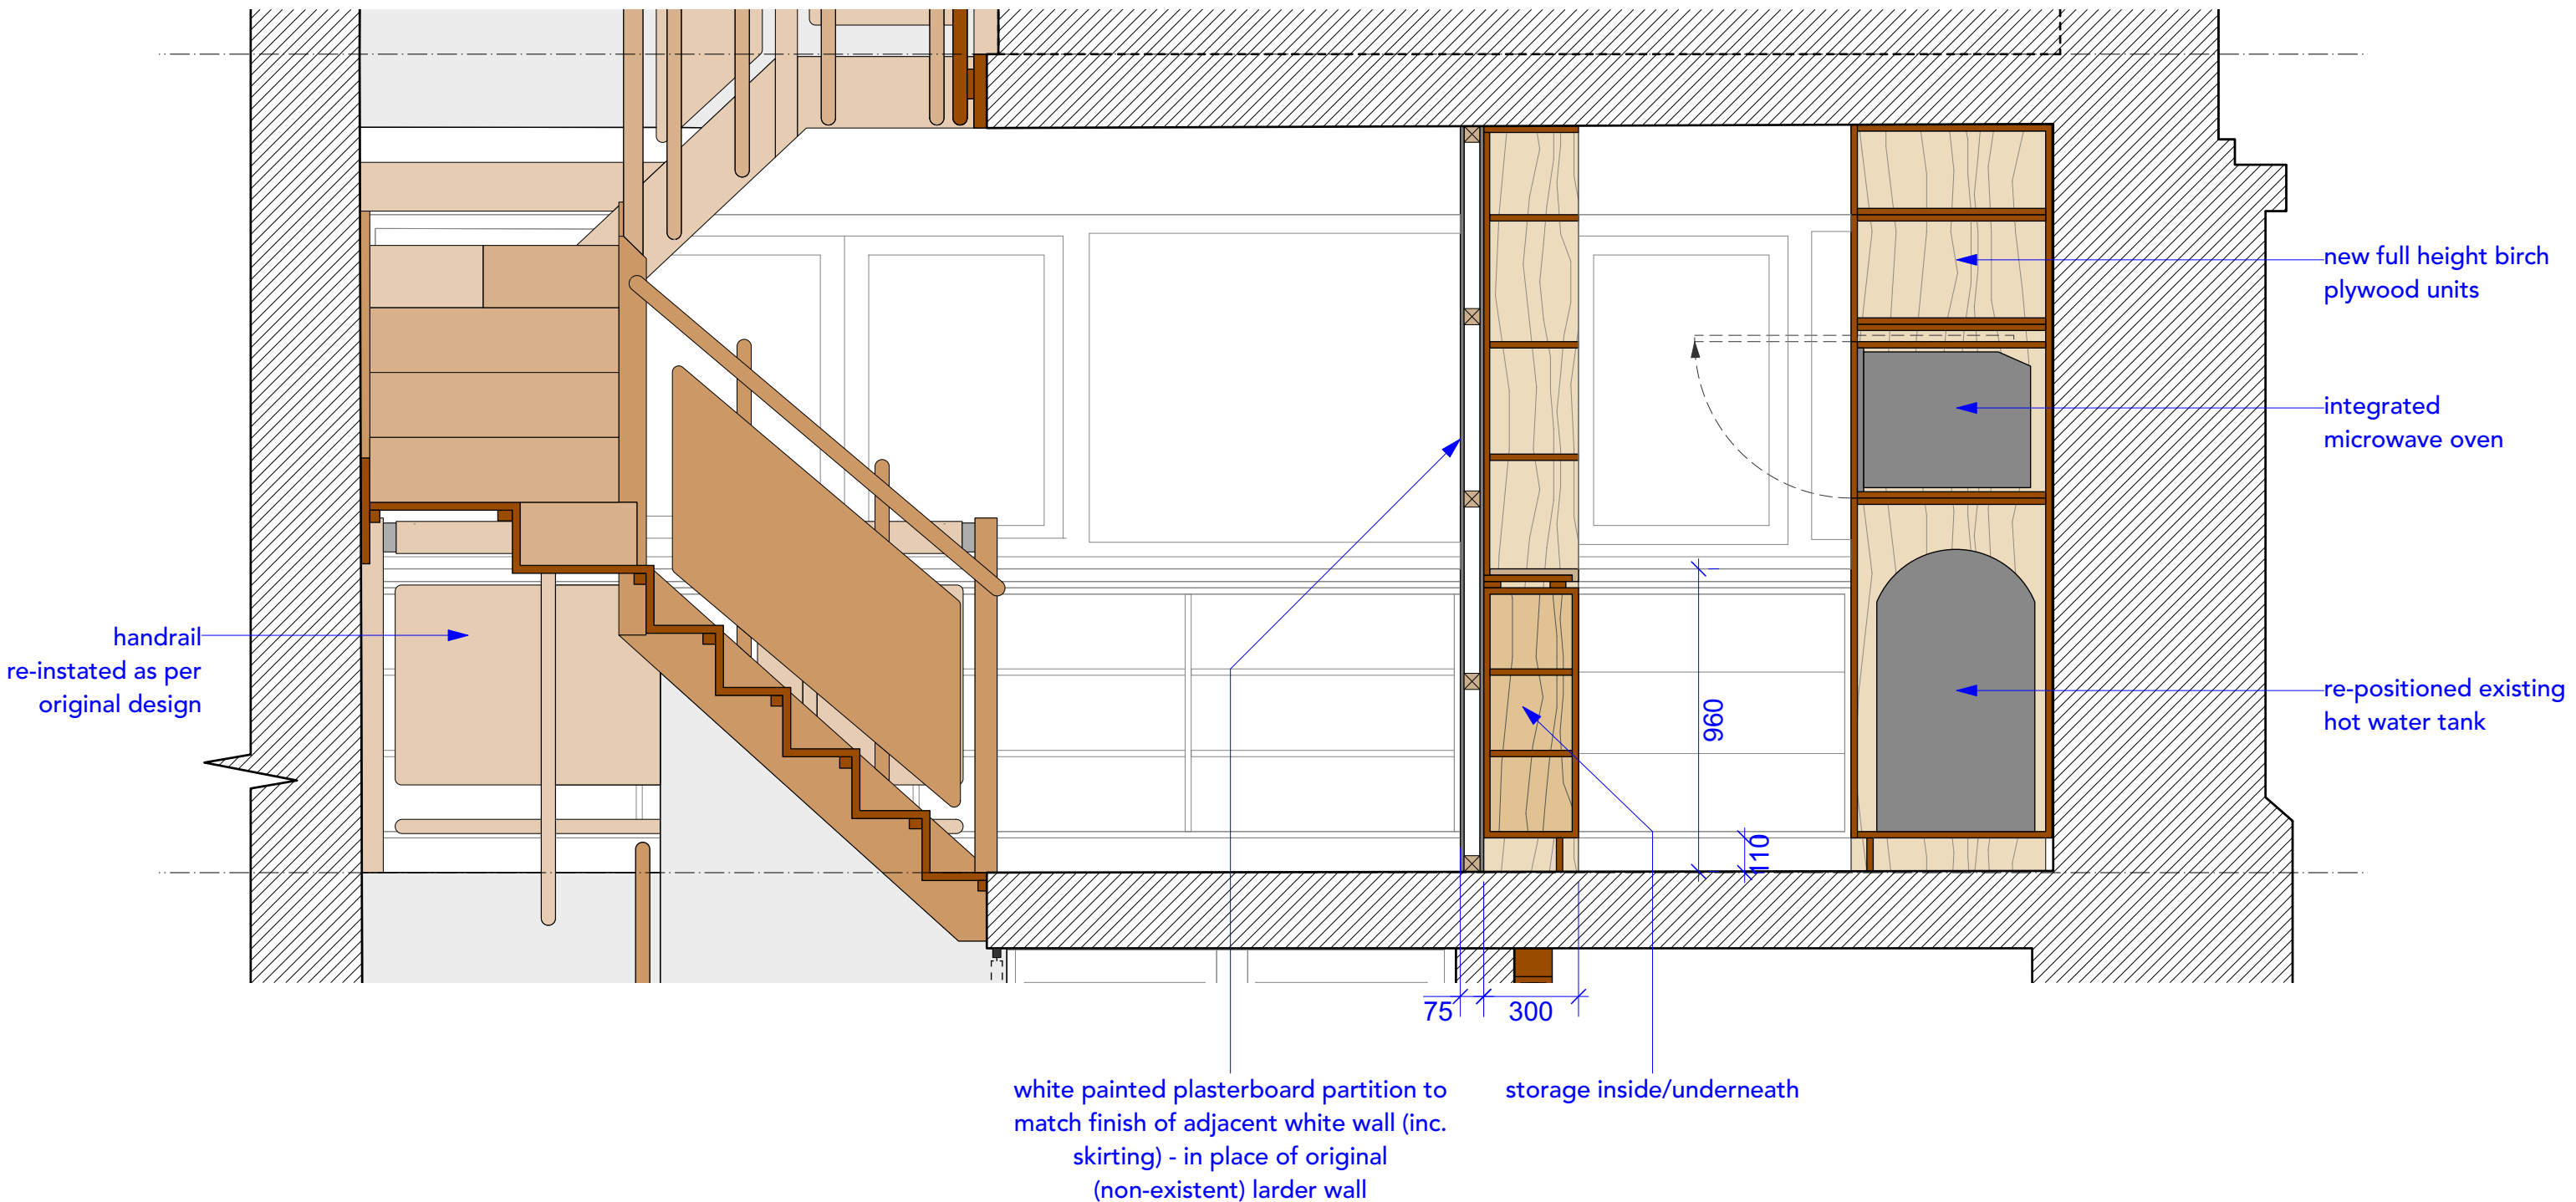 new full height birch
plywood units
integrated
microwave oven
handrail
re-instated as per
original design
re-positioned existing
hot water tank
960
110
75
300
white painted plasterboard partition to
match finish of adjacent white wall (inc.
skirting) - in place of original
(non-existent) larder wall
storage inside/underneath